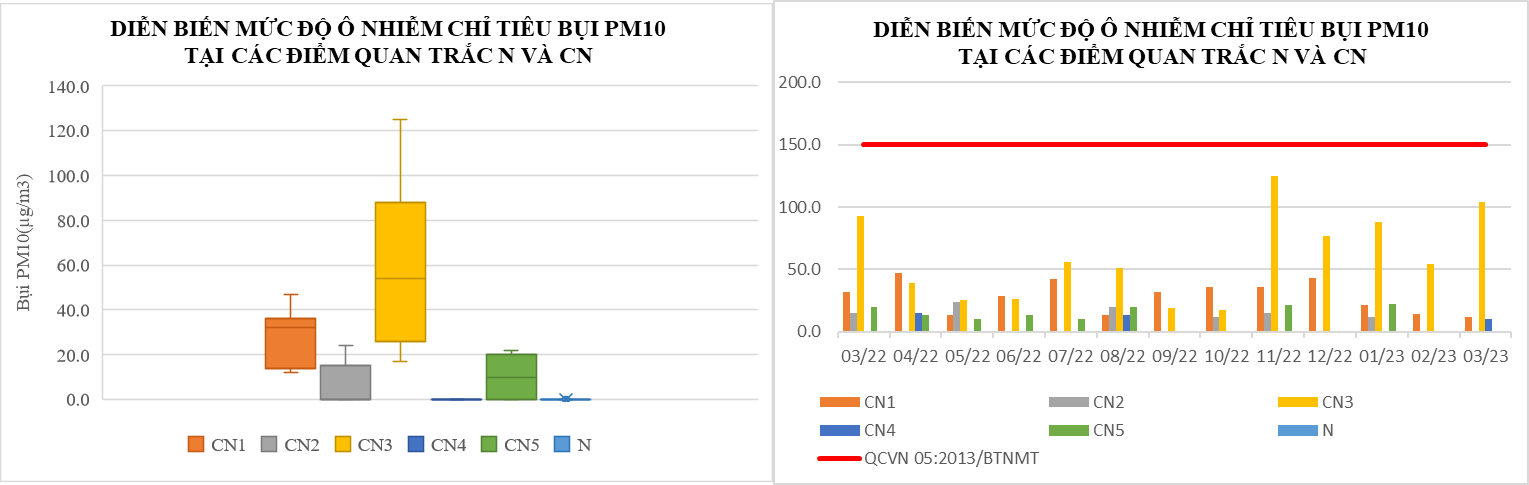 DIỄN BIẾN MỨC ĐỘ Ô NHIỄM CHỈ TIÊU BỤI PM10
TẠI CÁC ĐIỂM QUAN TRẮC N VÀ CN
Bụi PM10(µg/m3)
140.0
120.0
100.0
80.0
60.0
40.0
20.0
0.0
CN1 CN2 CN3 CN4 CN5 N
DIỄN BIẾN MỨC ĐỘ Ô NHIỄM CHỈ TIÊU BỤI PM10
TẠI CÁC ĐIỂM QUAN TRẮC N VÀ CN
200.0
150.0
100.0
50.0
0.0
03/22 04/22 05/22 06/22 07/22 08/22 09/22 10/22 11/22 12/22 01/23 02/23 03/23
CN1 CN2 CN3
CN4 CN5 N
QCVN 05:2013/BTNMT